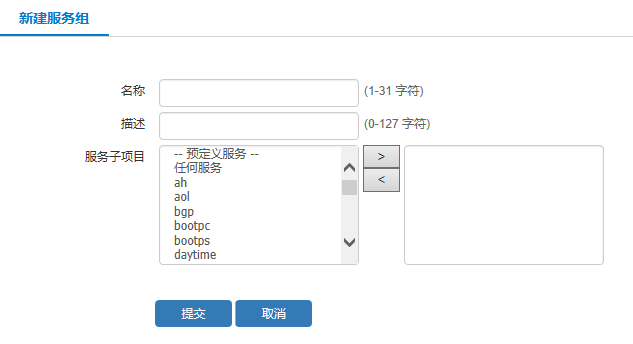 新建服务组
名称 (1-31 字符)
描述 (0-127 字符)
服务子项目
-- 预定义服务 --
任何服务
ah
aol
bgp
bootpc
bootps
daytime
>
<
提交 取消